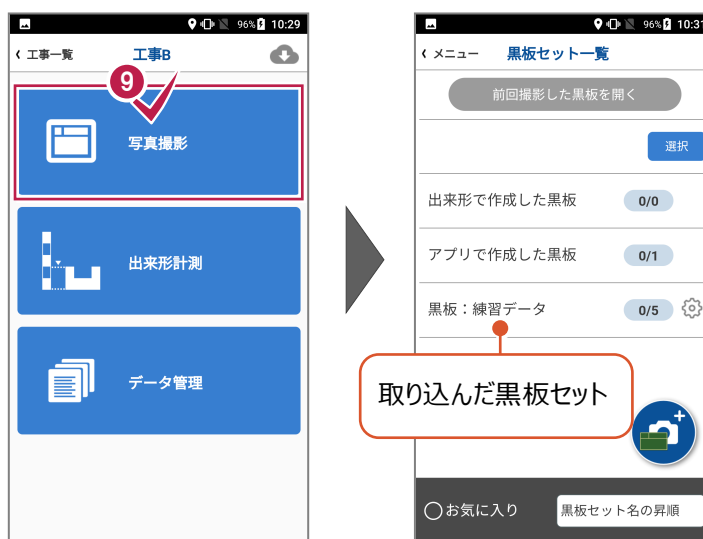 96% 10:29
工事一覧 工事B
9
写真撮影
出来形計測
データ管理
96% 10:31
メニュー 黒板セット一覧
前回撮影した黒板を開く
選択
出来形で作成した黒板 0/0
アプリで作成した黒板 0/1
黒板：練習データ 0/5
取り込んだ黒板セット
お気に入り 黒板セット名の昇順